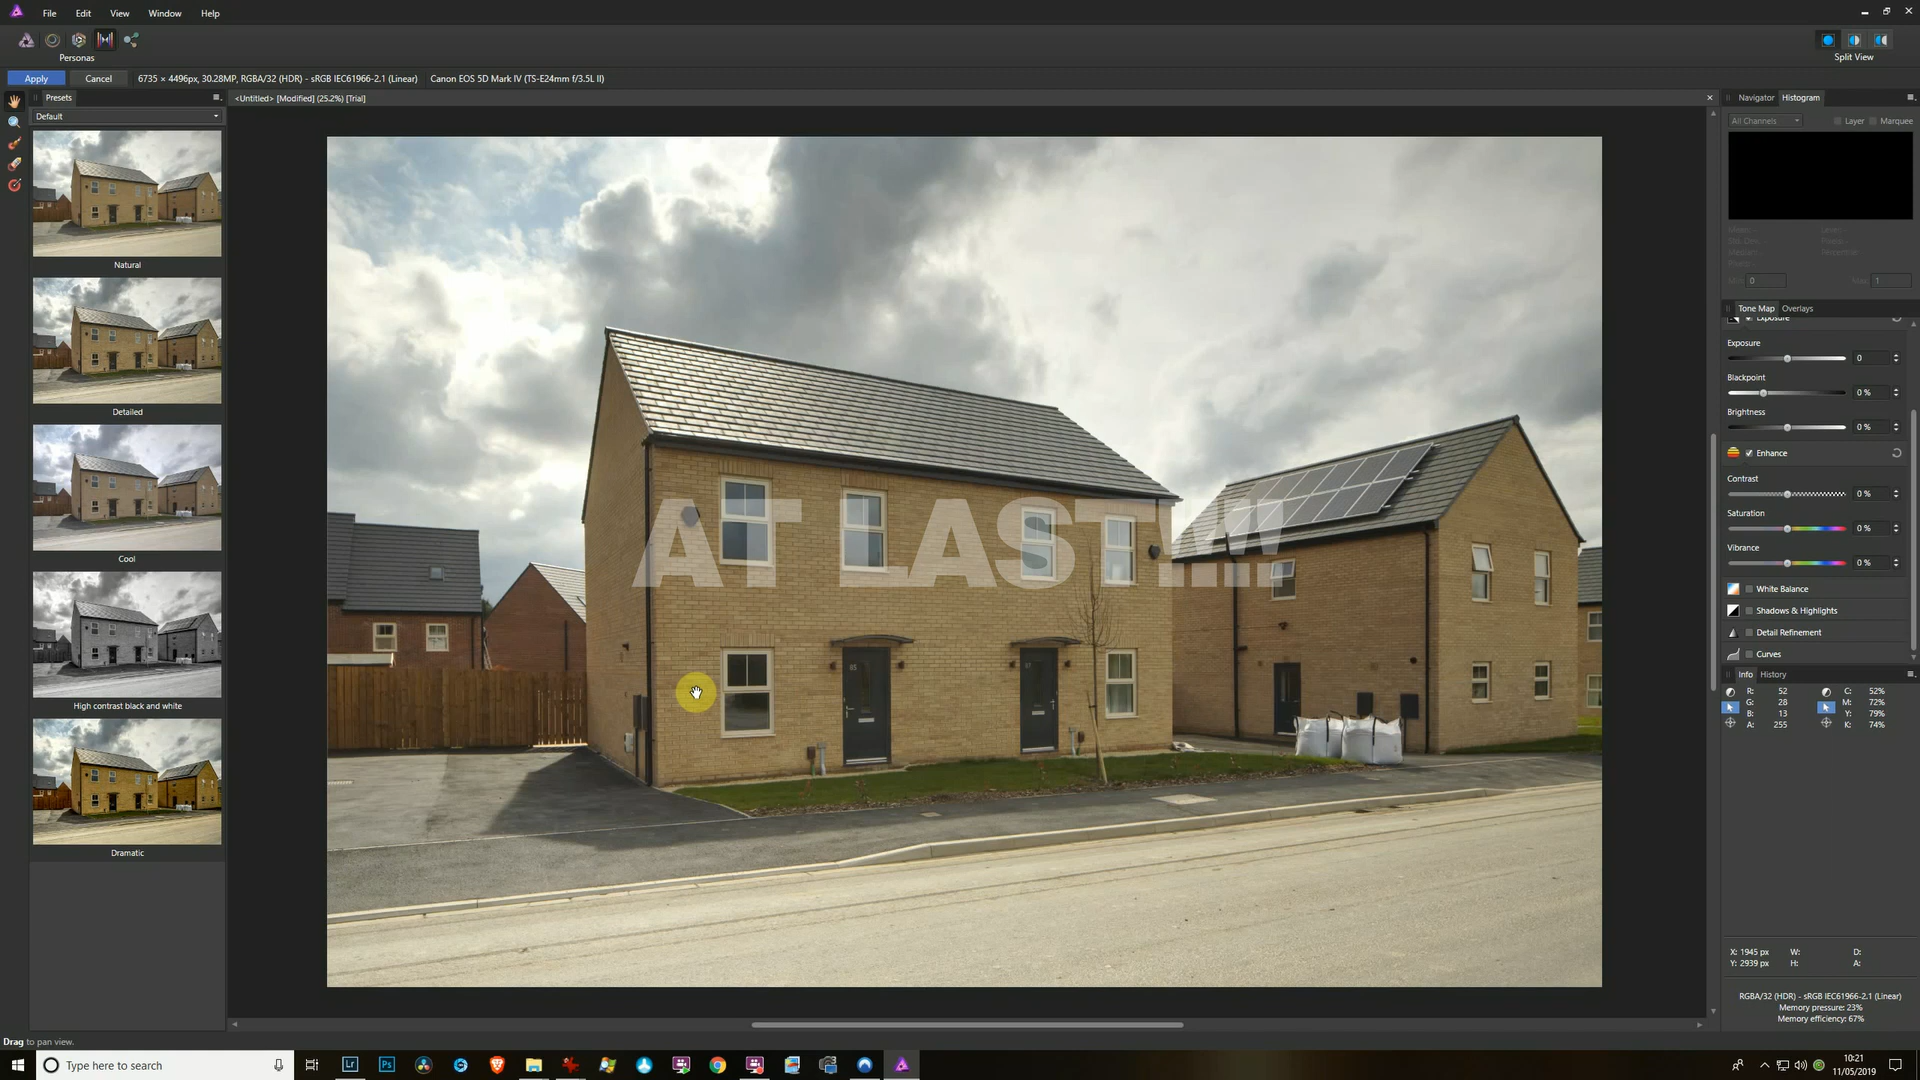 File Edit View Window Help
Personas
Split View
Apply Cancel 6735 × 4496px, 30.28MP, RGBA/32 (HDR) - sRGB IEC61966-2.1 (Linear) Canon EOS 5D Mark IV (TS-E24mm f/3.5L II)
Presets
<Untitled> [Modified] (25.2%) [Trial]
Navigator Histogram
Default
All Channels Layer Marquee
Natural
0
1
Tone Map Overlays
Exposure
Exposure
0
Blackpoint
0 %
Brightness
0 %
Enhance
Detailed
Contrast
0 %
Saturation
0 %
Vibrance
0 %
AT LAST!!!!
Cool
White Balance
Shadows & Highlights
Detail Refinement
Curves
Info History
R: 52 C: 52%
G: 28 M: 72%
B: 13 Y: 79%
A: 255 K: 74%
High contrast black and white
Dramatic
X: 1945 px W: D:
Y: 2939 px H: A:
RGBA/32 (HDR) - sRGB IEC61966-2.1 (Linear)
Memory pressure: 23%
Memory efficiency: 67%
Drag to pan view.
Type here to search
Lr Ps
10:21
11/05/2019